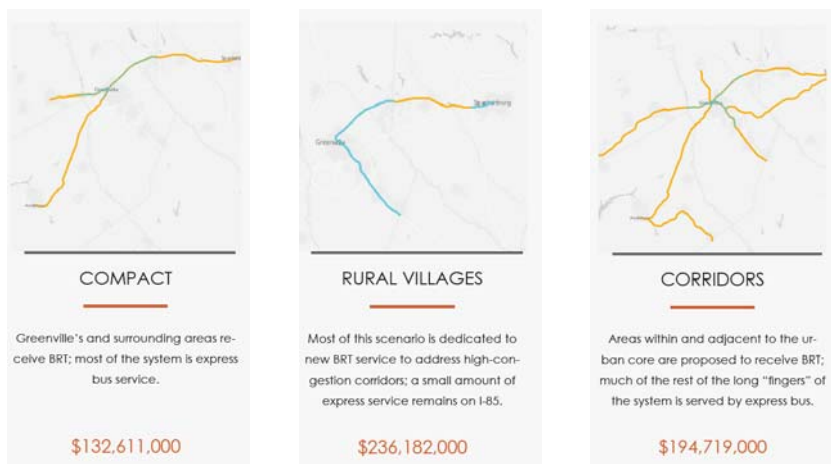 Greenville
COMPACT
Greenville's and surrounding areas re-
ceive BRT; most of the system is express
bus service.
$132,611,000
Spartanburg
Greenville
RURAL VILLAGES
Most of this scenario is dedicated to
new BRT service to address high-con-
gestion corridors; a small amount of
express service remains on I-85.
$236,182,000
CORRIDORS
Areas within and adjacent to the ur-
ban core are proposed to receive BRT;
much of the rest of the long “fingers” of
the system is served by express bus.
$194,719,000